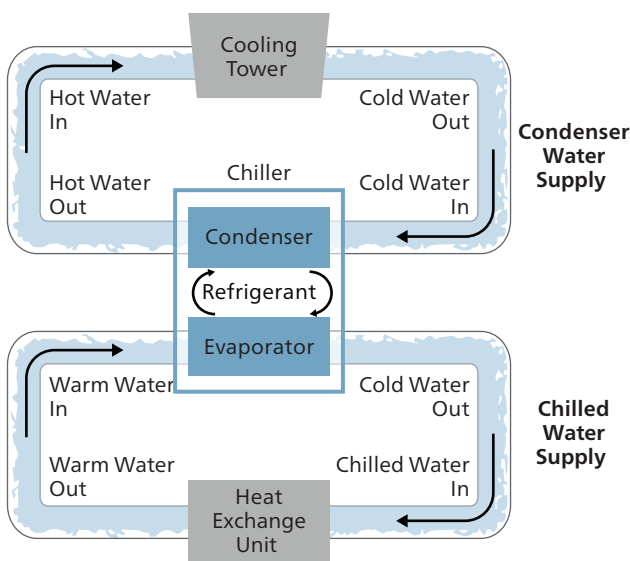 Cooling
Tower
Hot Water
In
Cold Water
Out
Condenser
Water
Supply
Hot Water
Out
Chiller
Cold Water
In
Condenser
Refrigerant
Evaporator
Warm Water
In
Cold Water
Out
Chilled
Water
Supply
Warm Water
Out
Chilled Water
In
Heat
Exchange
Unit